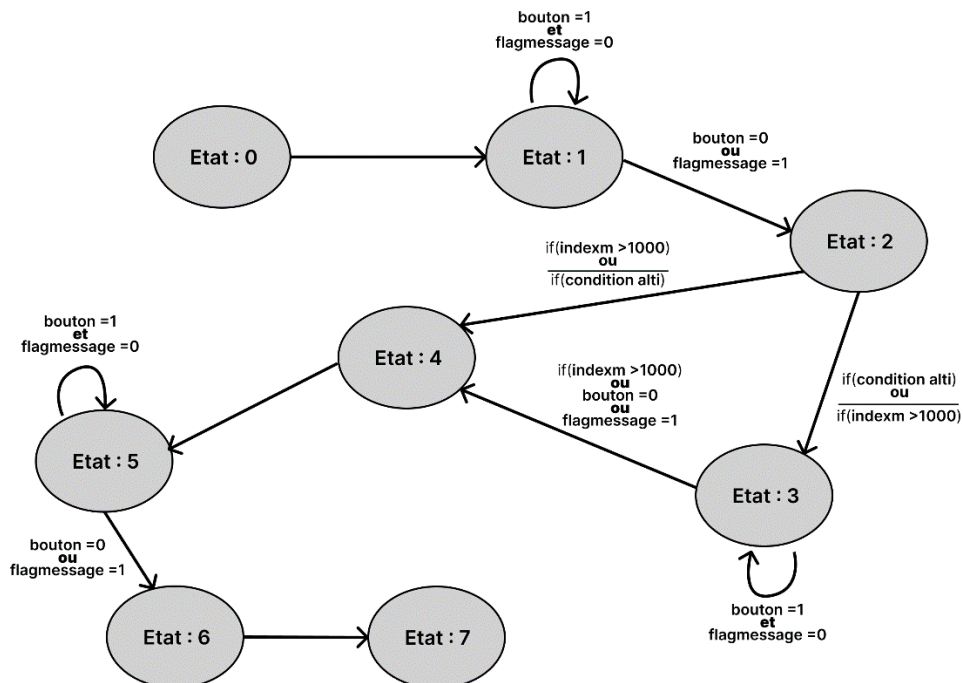 bouton =1
et
flagmessage =0
Etat : 0
Etat : 1
bouton =0
ou
flagmessage =1
Etat : 2
if(indexm >1000)
ou
if(condition alti)
bouton =1
et
flagmessage =0
Etat : 4
if(indexm >1000)
ou
bouton =0
ou
flagmessage =1
if(condition alti)
ou
if(indexm >1000)
Etat : 5
Etat : 3
bouton =0
ou
flagmessage =1
bouton =1
et
flagmessage =0
Etat : 6
Etat : 7